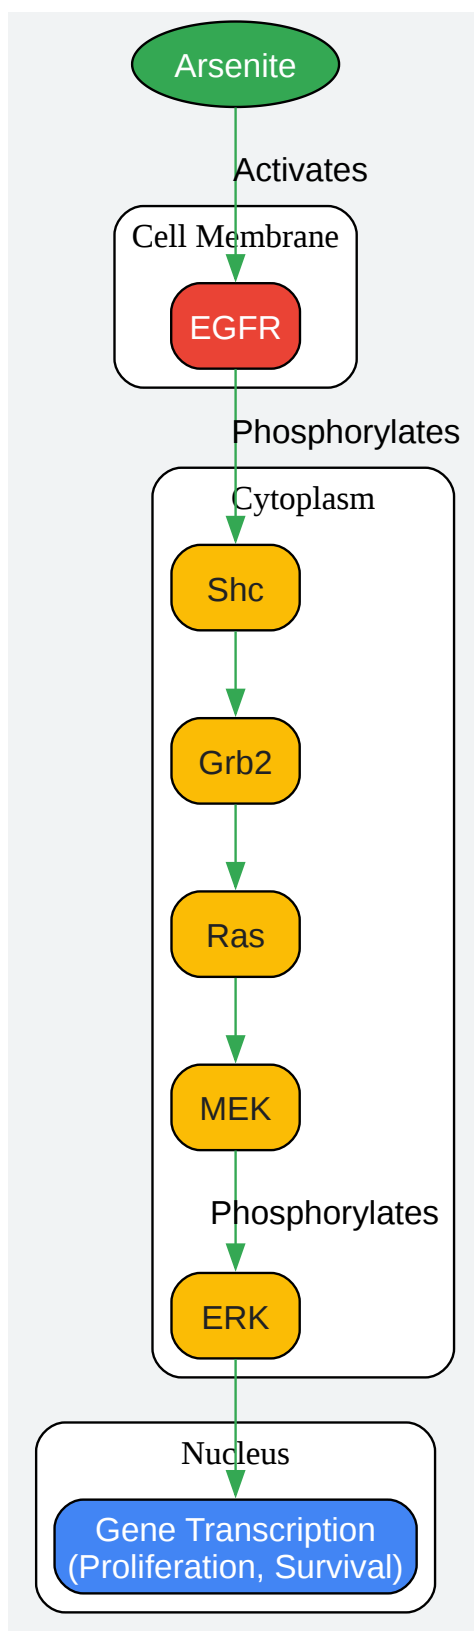 Arsenite
Activates
Cell Membrane
EGFR
Phosphorylates
Cytoplasm
Shc
Grb2
Ras
MEK
Phosphorylates
ERK
Nucleus
Gene Transcription
(Proliferation, Survival)